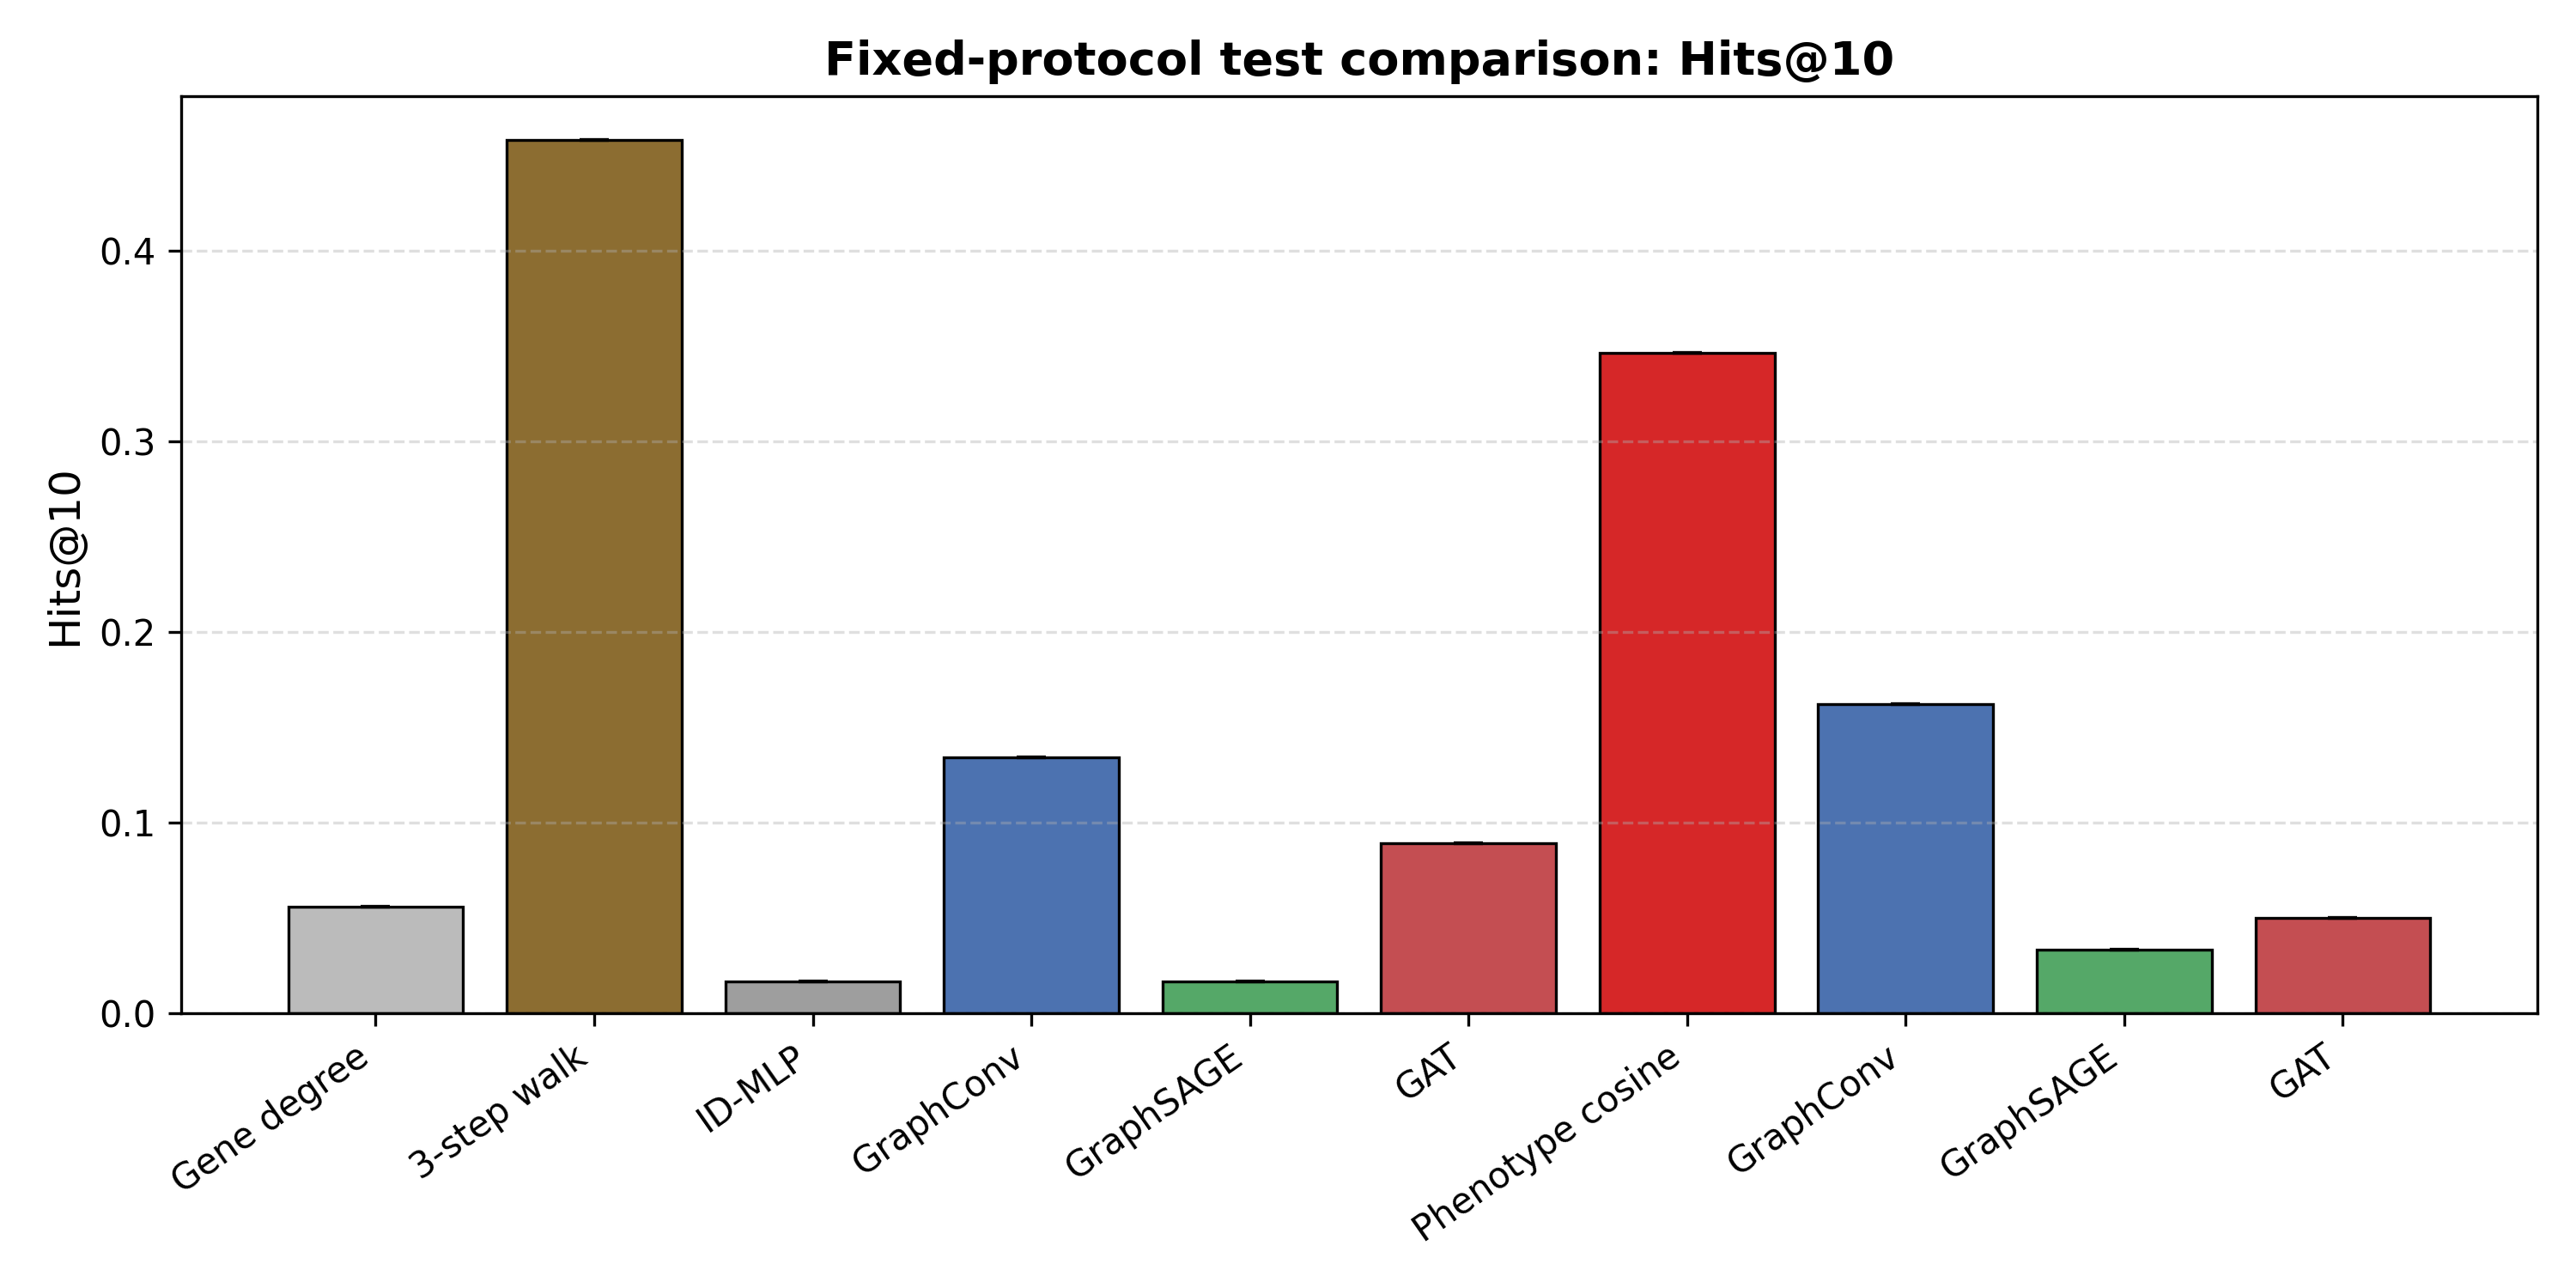 Fixed-protocol test comparison: Hits@10
Hits@10
0.4
0.3
0.2
0.1
0.0
Gene degree
3-step walk
ID-MLP
GraphConv
GraphSAGE
GAT
Phenotype cosine
GraphConv
GraphSAGE
GAT